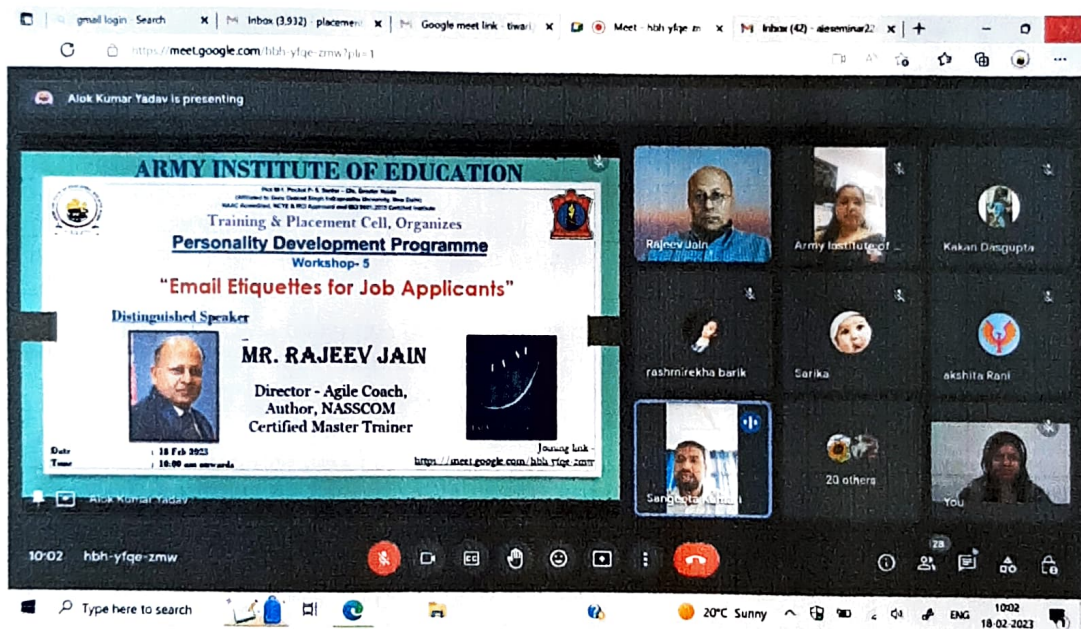 gmail login - Search
Inbox (3,932) - placement
Google meet link - tiwari
Meet - hbh yfqe zm
Inbox (42) - aieseminar22
https://meet.google.com/hbh-yfqe-zmw?pli=1
Alok Kumar Yadav is presenting
ARMY INSTITUTE OF EDUCATION
Training & Placement Cell, Organizes
Personality Development Programme
Workshop- 5
“Email Etiquettes for Job Applicants”
Distinguished Speaker
MR. RAJEEV JAIN
Director - Agile Coach,
Author, NASSCOM
Certified Master Trainer
Date : 18 Feb 2023
Time : 10:00 am onwards
Joining link -
https://meet.google.com/hbh-yfqe-zmw
Alok Kumar Yadav
Rajeev Jain
Army Institute of ...
Kakan Dasgupta
rashmirekha barik
Sarika
akshita Rani
Sangeeta Kumari
20 others
You
10:02 hbh-yfqe-zmw
28
Type here to search
20°C Sunny
ENG
10:02
18-02-2023